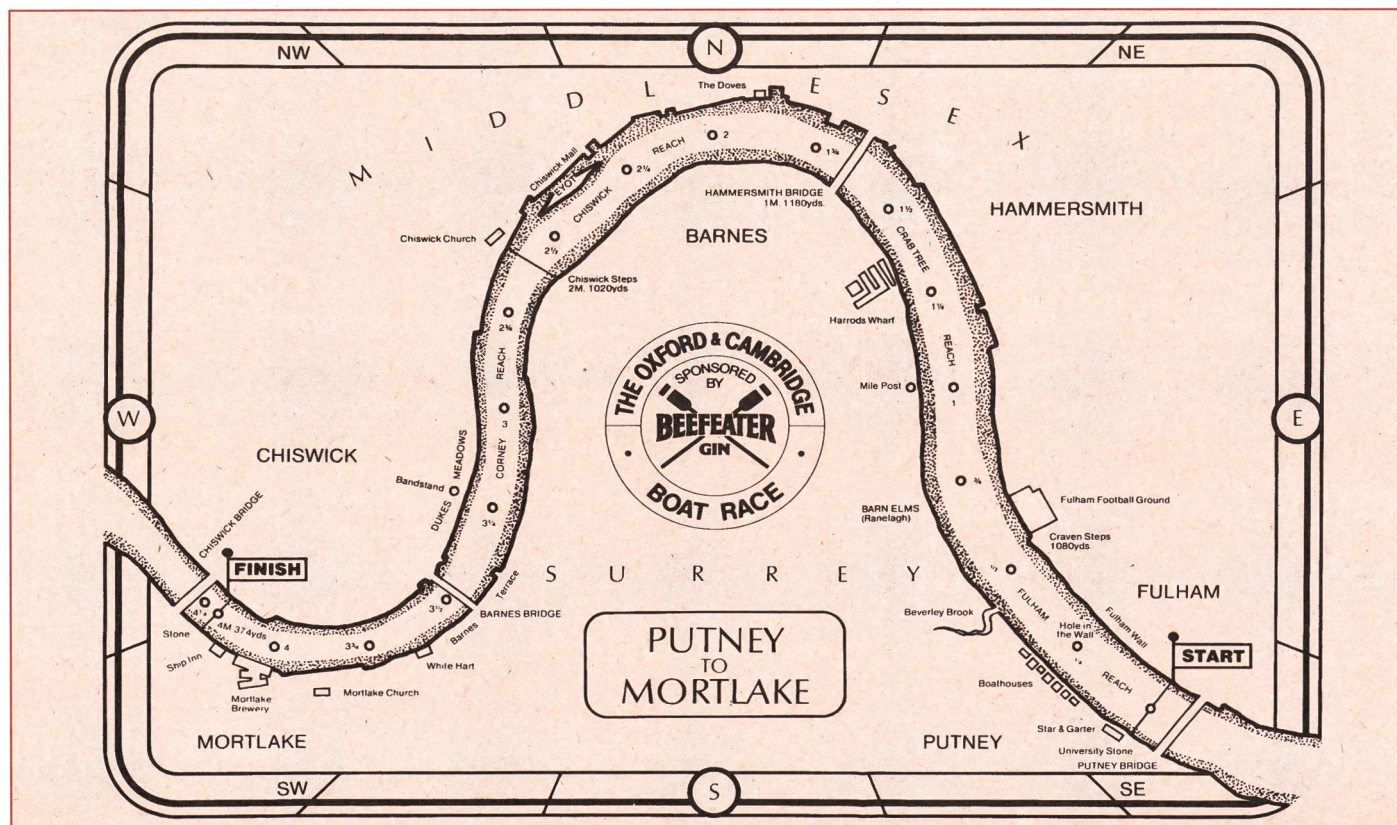 NW
N
NE
MIDDLESEX
The Doves
Chiswick Mall
EYOT
CHISWICK REACH
2
1¾
2¼
2½
HAMMERSMITH BRIDGE
1M. 1180yds.
HAMMERSMITH
BARNES
1½
CRAB TREE REACH
1¼
Chiswick Church
Chiswick Steps
2M. 1020yds
Harrods Wharf
2¾
CORNEY REACH
3
3¼
Mile Post
1
THE OXFORD & CAMBRIDGE
SPONSORED
BY
BEEFEATER
GIN
BOAT RACE
W
E
CHISWICK
Bandstand
DUKES MEADOWS
¾
BARN ELMS
(Ranelagh)
Fulham Football Ground
Craven Steps
1080yds.
CHISWICK BRIDGE
FINISH
SURREY
Terrace
Barnes
BARNES BRIDGE
3½
4¼
4M 374yds
4
3¾
Stone
Ship Inn
Mortlake
Brewery
Mortlake Church
White Hart
MORTLAKE
PUTNEY
TO
MORTLAKE
FULHAM
Beverley Brook
FULHAM REACH
Hole in
the Wall
Fulham Wall
START
Boathouses
Star & Garter
University Stone
PUTNEY BRIDGE
PUTNEY
SW
S
SE